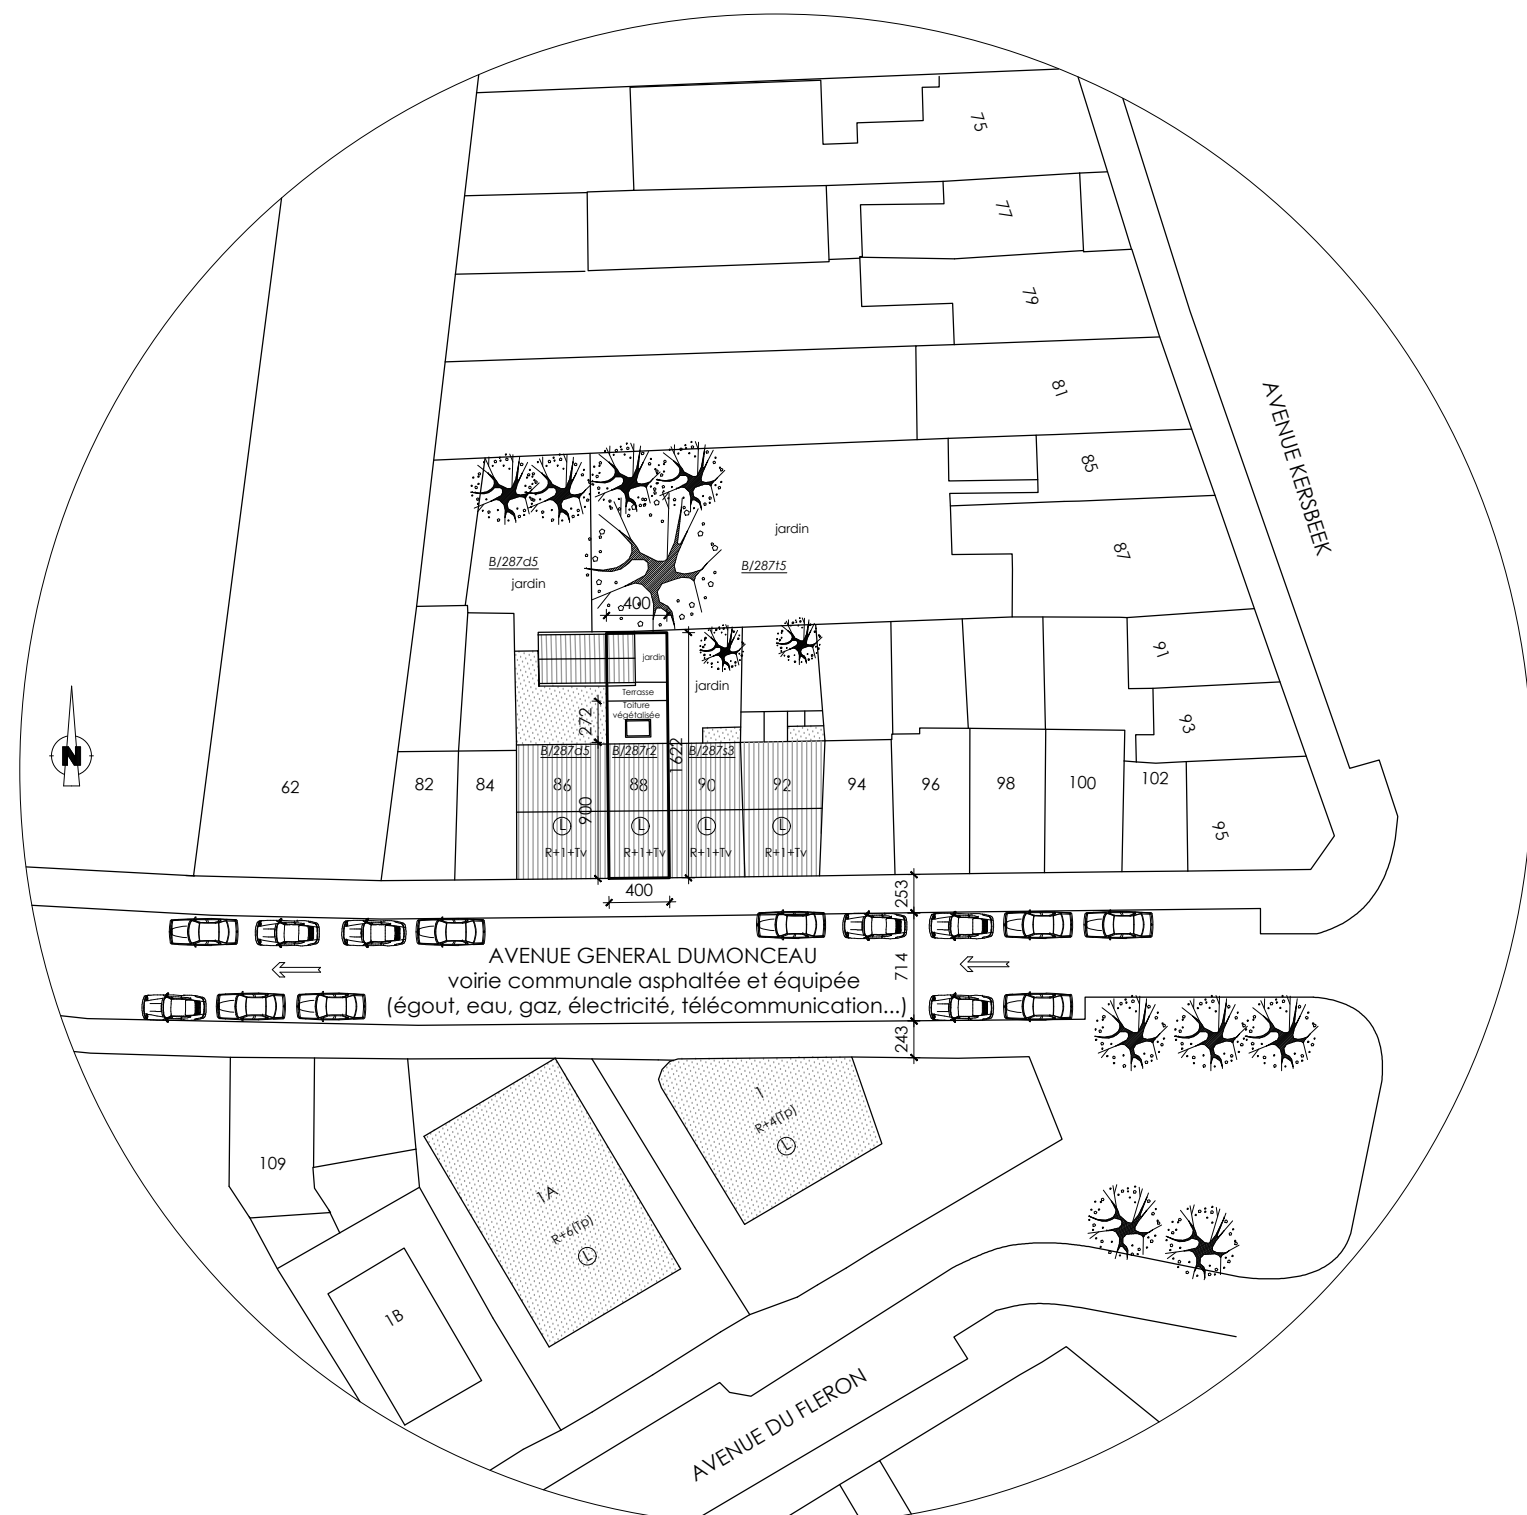 75
77
79
81
AVENUE KERSBEEK
85
87
jardin
B/287d5
jardin
B/287t5
400
91
jardin
Terrasse
jardin
Toiture
végétalisée
272
93
1622
B/287d5
B/287r2
B/287s3
N
62
82
84
86
88
90
92
94
96
98
100
102
95
900
L
L
L
L
R+1+Tv
R+1+Tv
R+1+Tv
R+1+Tv
400
253
AVENUE GENERAL DUMONCEAU
voirie communale asphaltée et équipée
(égout, eau, gaz, électricité, télécommunication...)
714
243
1
R+4(Tp)
L
109
1A
R+6(Tp)
L
1B
AVENUE DU FLERON